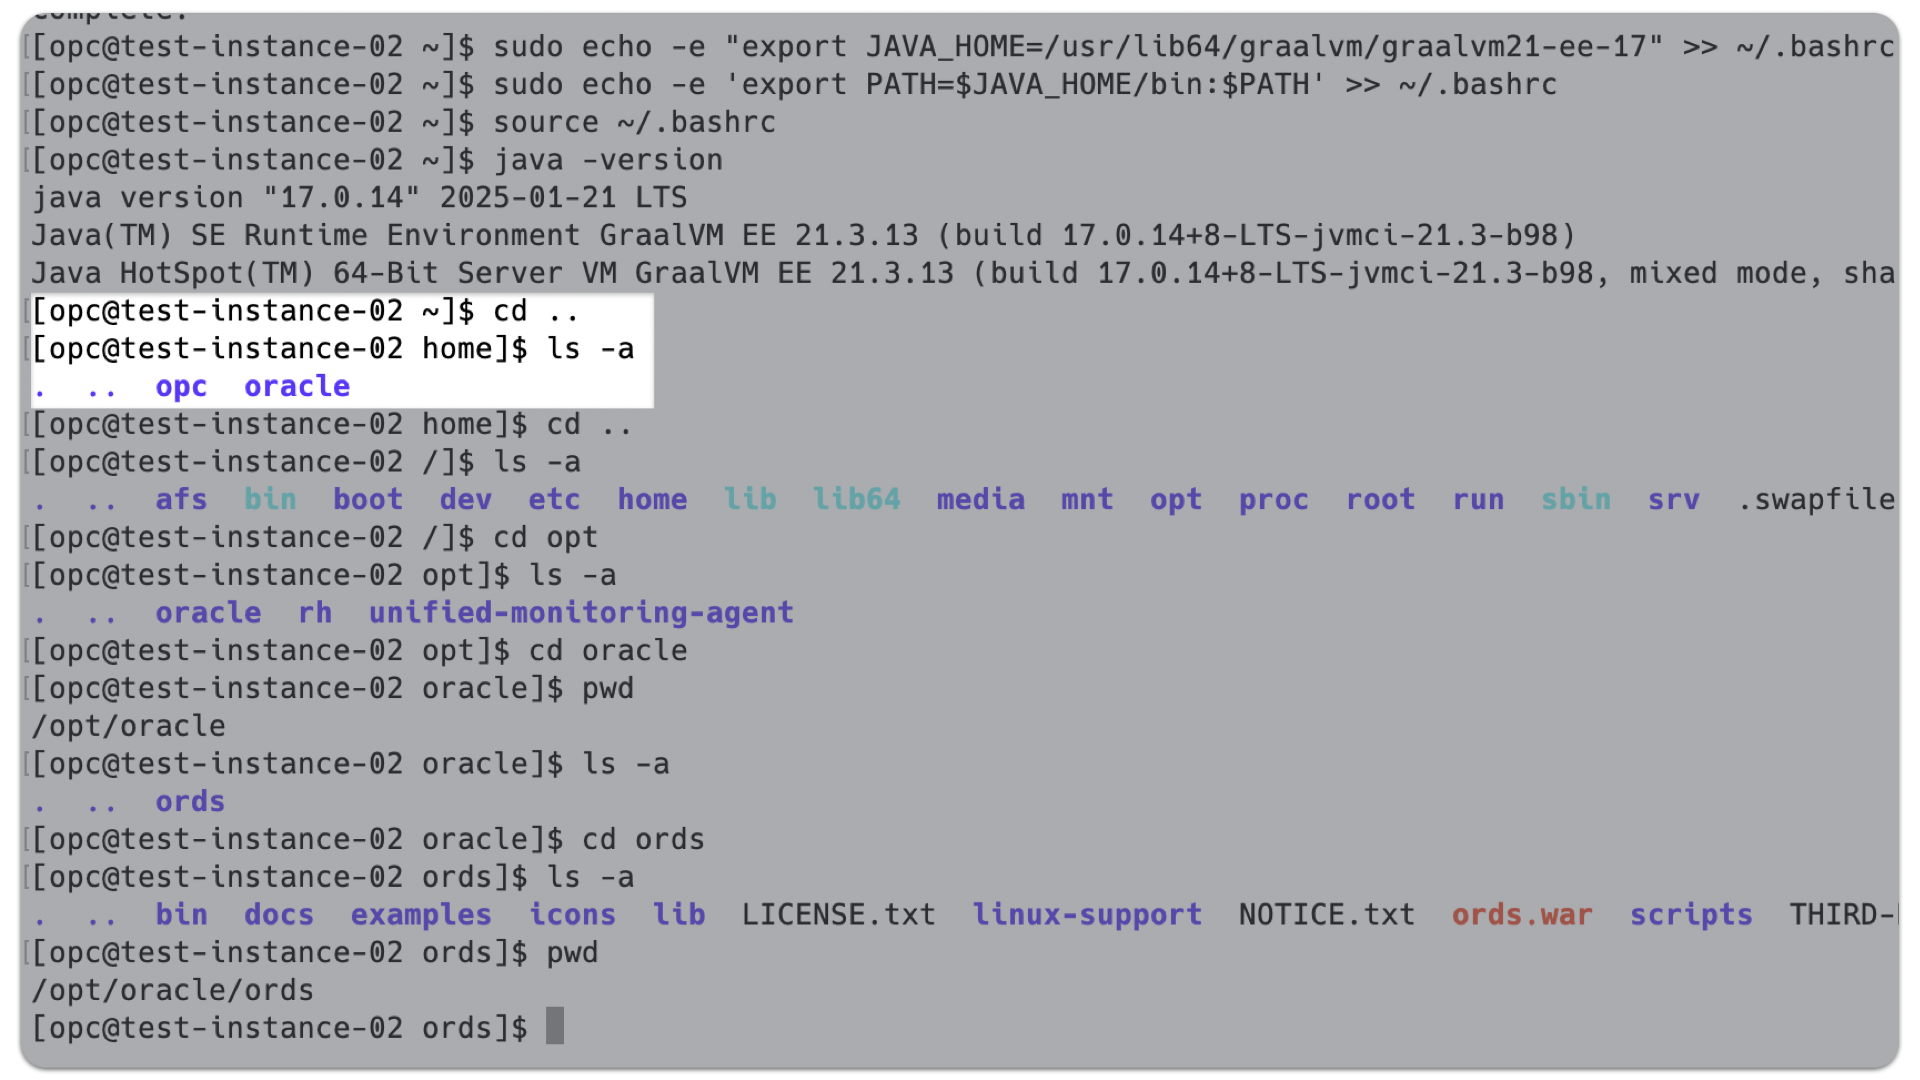 complete.
[[opc@test-instance-02 ~]$ sudo echo -e "export JAVA_HOME=/usr/lib64/graalvm/graalvm21-ee-17" >> ~/.bashrc
[[opc@test-instance-02 ~]$ sudo echo -e 'export PATH=$JAVA_HOME/bin:$PATH' >> ~/.bashrc
[[opc@test-instance-02 ~]$ source ~/.bashrc
[[opc@test-instance-02 ~]$ java -version
java version "17.0.14" 2025-01-21 LTS
Java(TM) SE Runtime Environment GraalVM EE 21.3.13 (build 17.0.14+8-LTS-jvmci-21.3-b98)
Java HotSpot(TM) 64-Bit Server VM GraalVM EE 21.3.13 (build 17.0.14+8-LTS-jvmci-21.3-b98, mixed mode, sha
[[opc@test-instance-02 ~]$ cd ..
[[opc@test-instance-02 home]$ ls -a
. .. opc oracle
[[opc@test-instance-02 home]$ cd ..
[[opc@test-instance-02 /]$ ls -a
. .. afs bin boot dev etc home lib lib64 media mnt opt proc root run sbin srv .swapfile
[[opc@test-instance-02 /]$ cd opt
[[opc@test-instance-02 opt]$ ls -a
. .. oracle rh unified-monitoring-agent
[[opc@test-instance-02 opt]$ cd oracle
[[opc@test-instance-02 oracle]$ pwd
/opt/oracle
[[opc@test-instance-02 oracle]$ ls -a
. .. ords
[[opc@test-instance-02 oracle]$ cd ords
[[opc@test-instance-02 ords]$ ls -a
. .. bin docs examples icons lib LICENSE.txt linux-support NOTICE.txt ords.war scripts THIRD-
[[opc@test-instance-02 ords]$ pwd
/opt/oracle/ords
[opc@test-instance-02 ords]$